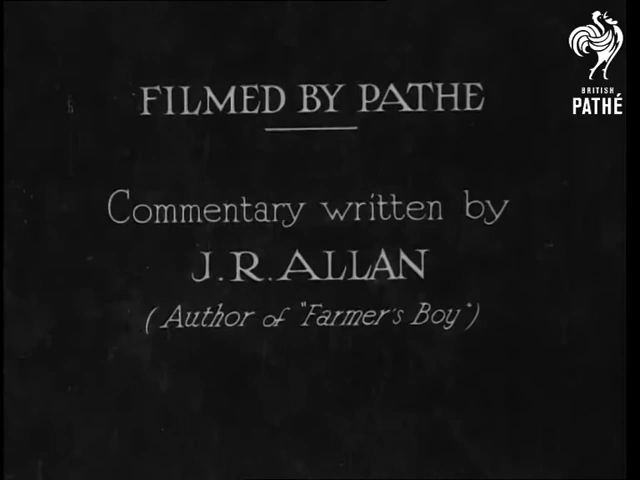 FILMED BY PATHE
Commentary written by
J.R.ALLAN
(Author of "Farmer's Boy")
BRITISH
PATHÉ